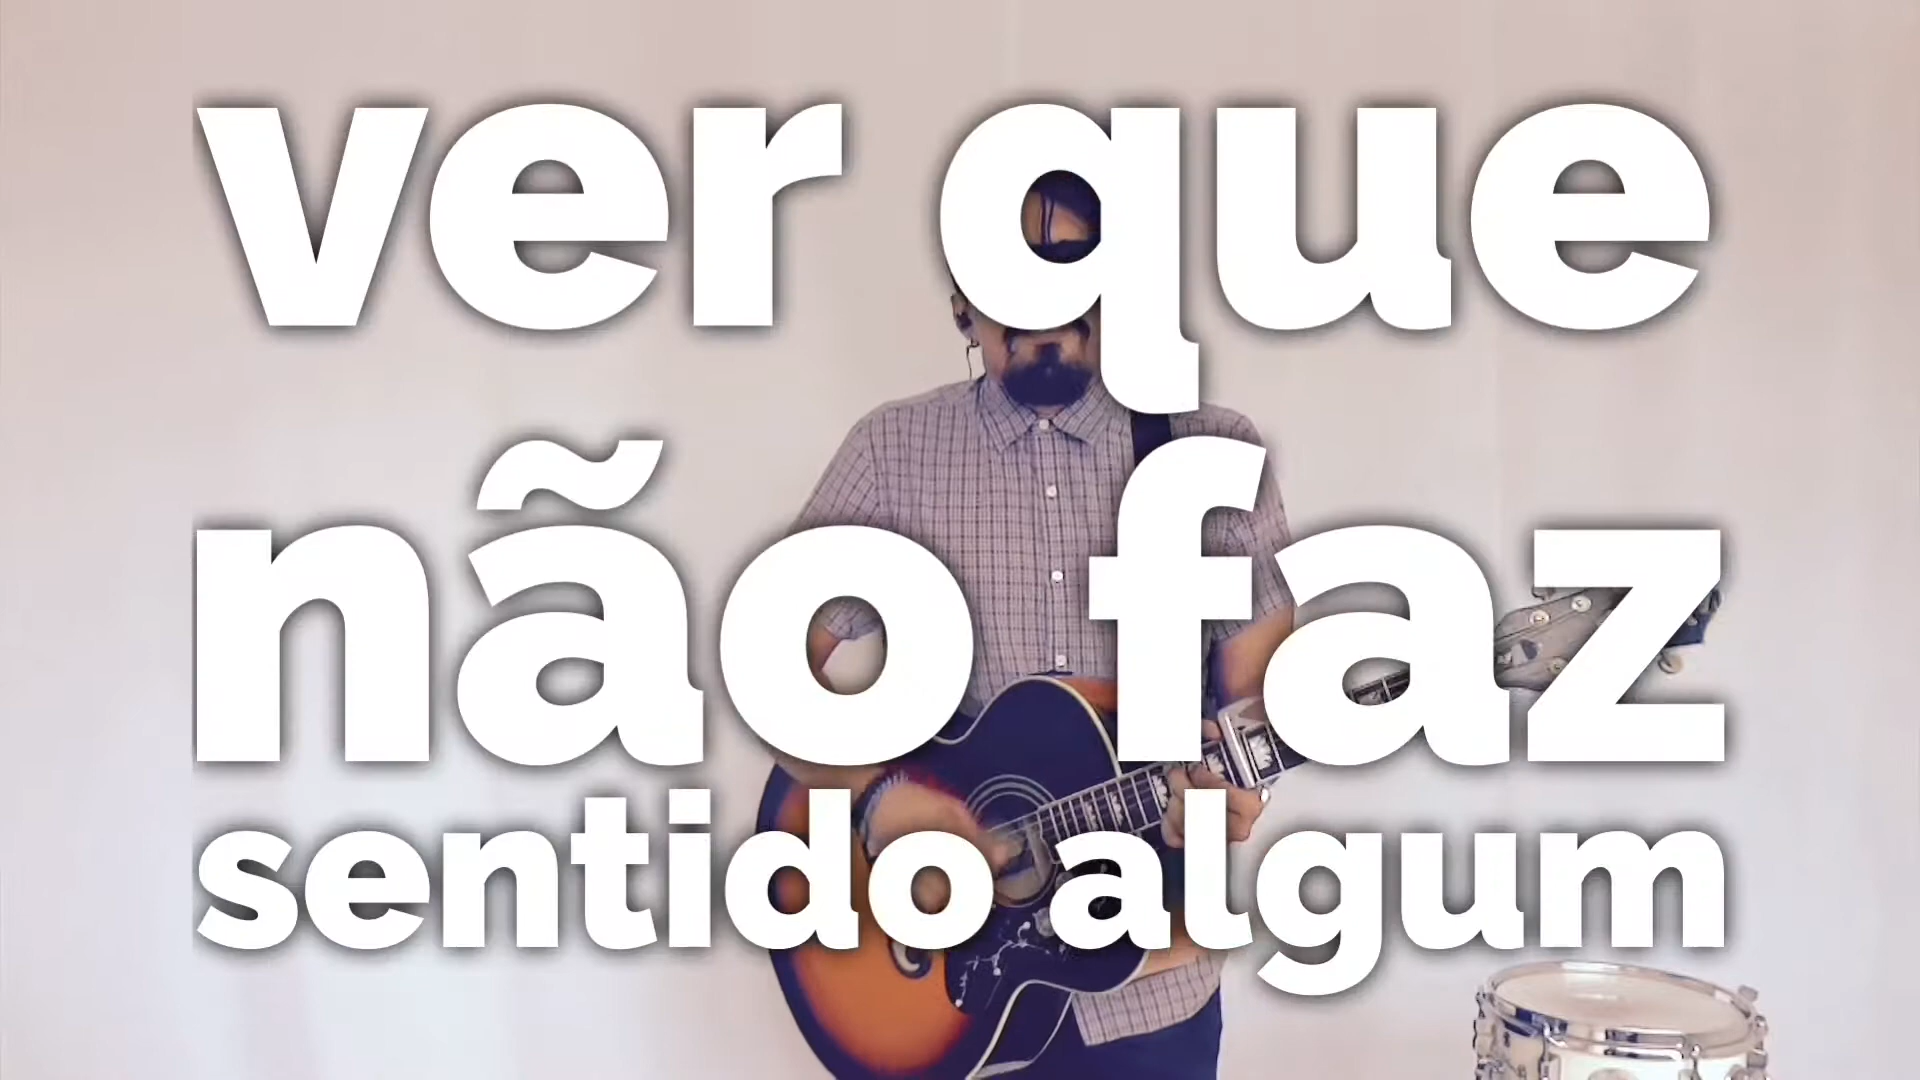 ver que
não faz
sentido algum